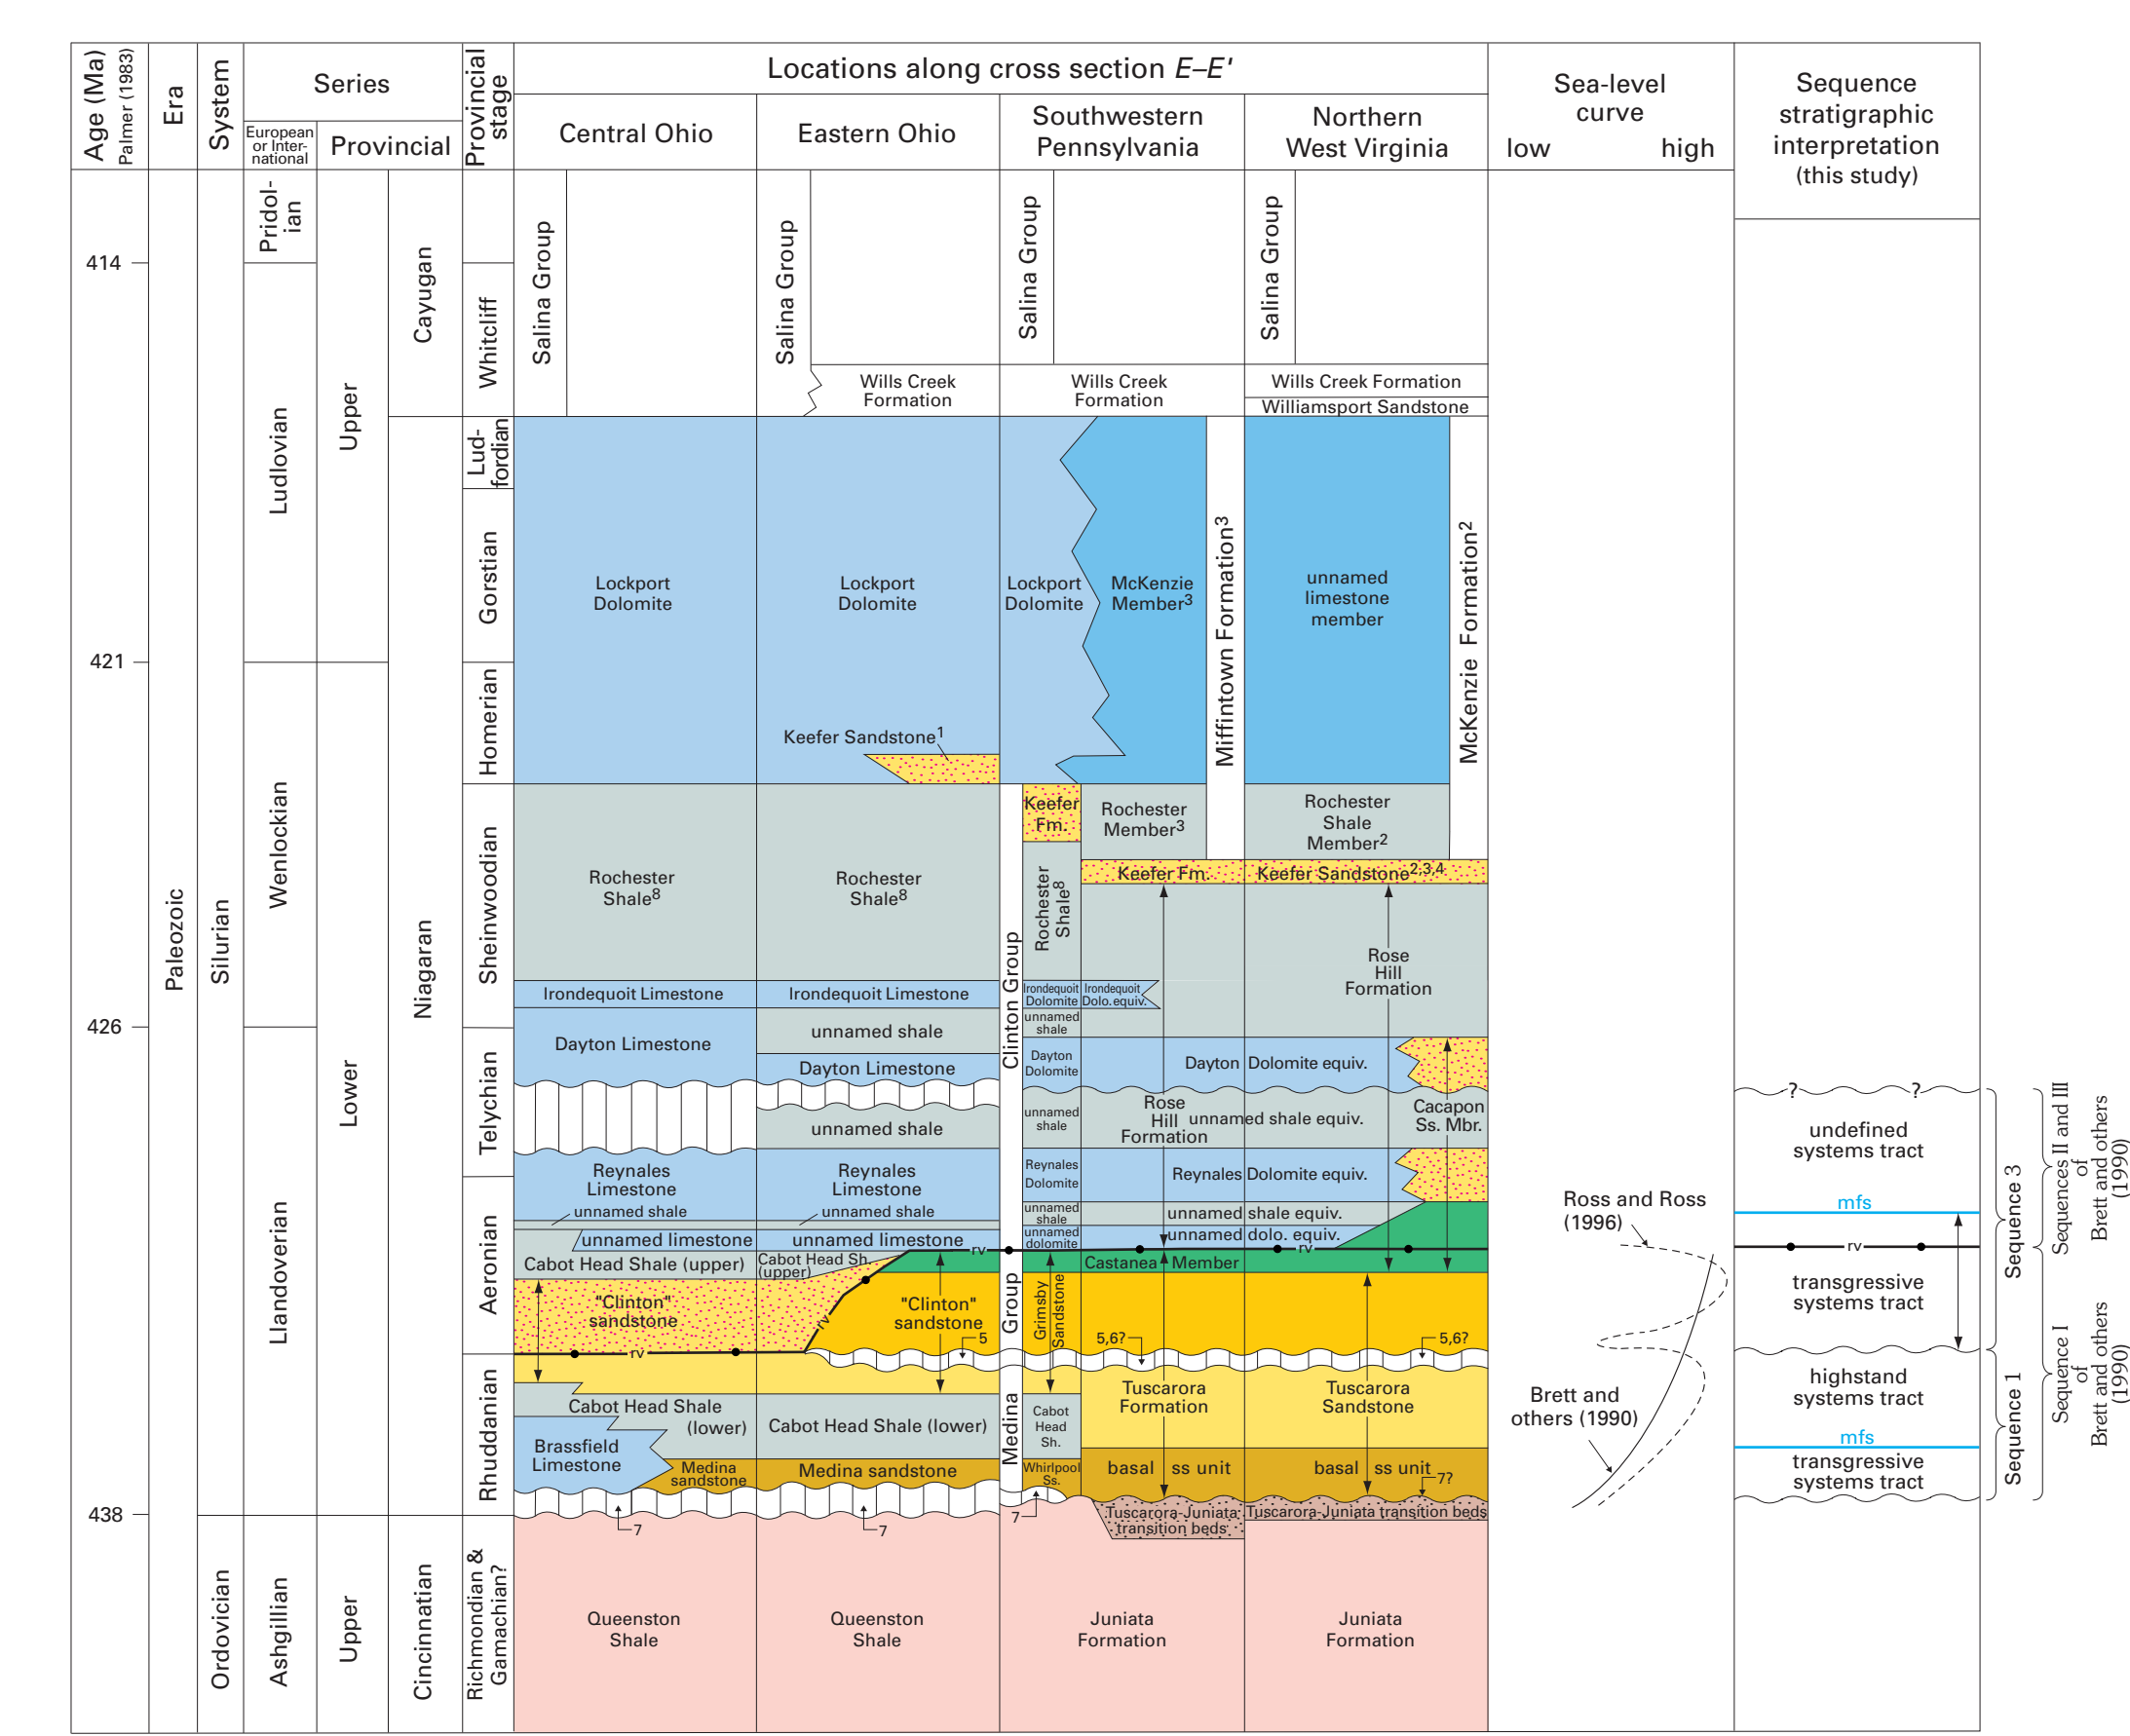 Age (Ma)
Palmer (1983)
Era
System
Series
European
or Inter-
national
Provincial
Provincial
stage
Locations along cross section E–E'
Central Ohio
Eastern Ohio
Southwestern
Pennsylvania
Northern
West Virginia
Sea-level
curve
low
high
Sequence
stratigraphic
interpretation
(this study)
414
421
426
438
Paleozoic
Silurian
Ordovician
Pridol-
ian
Ludlovian
Wenlockian
Llandoverian
Ashgillian
Upper
Lower
Upper
Cayugan
Niagaran
Cincinnatian
Whitcliff
Lud-
fordian
Gorstian
Homerian
Sheinwoodian
Telychian
Aeronian
Rhuddanian
Richmondian &
Gamachian?
Salina Group
Lockport
Dolomite
Rochester
Shale8
Irondequoit Limestone
Dayton Limestone
Reynales
Limestone
unnamed shale
unnamed limestone
Cabot Head Shale (upper)
"Clinton"
sandstone
rv
Cabot Head Shale
(lower)
Brassfield
Limestone
Medina
sandstone
7
Queenston
Shale
Salina Group
Wills Creek
Formation
Lockport
Dolomite
Keefer Sandstone1
Rochester
Shale8
Irondequoit Limestone
unnamed shale
Dayton Limestone
unnamed shale
Reynales
Limestone
unnamed shale
unnamed limestone
Cabot Head Sh.
(upper)
rv
rv
"Clinton"
sandstone
5
Cabot Head Shale (lower)
Medina sandstone
7
Queenston
Shale
Salina Group
Wills Creek
Formation
Lockport
Dolomite
McKenzie
Member3
Mifflintown Formation3
Clinton Group
Medina Group
Keefer
Fm.
Rochester
Member3
Keefer Fm.
Rochester
Shale8
Irondequoit
Dolomite
Irondequoit
Dolo. equiv.
unnamed
shale
Dayton
Dolomite
Dayton Dolomite equiv.
unnamed
shale
Rose
Hill
Formation
unnamed shale equiv.
Reynales
Dolomite
Reynales Dolomite equiv.
unnamed
shale
unnamed shale equiv.
unnamed
dolomite
unnamed dolo. equiv.
Castanea Member
Grimsby
Sandstone
5,6?
Tuscarora
Formation
Cabot
Head
Sh.
Whirlpool
Ss.
basal ss unit
7
Tuscarora-Juniata
transition beds
Juniata
Formation
Salina Group
Wills Creek Formation
Williamsport Sandstone
unnamed
limestone
member
McKenzie Formation2
Rochester
Shale
Member2
Keefer Sandstone2,3,4
Rose
Hill
Formation
Cacapon
Ss. Mbr.
rv
5,6?
Tuscarora
Sandstone
basal ss unit
7?
Tuscarora-Juniata transition beds
Juniata
Formation
Ross and Ross
(1996)
Brett and
others (1990)
? ?
undefined
systems tract
mfs
rv
transgressive
systems tract
highstand
systems tract
mfs
transgressive
systems tract
Sequence 3
Sequence 1
Sequences II and III
of
Brett and others
(1990)
Sequence I
of
Brett and others
(1990)